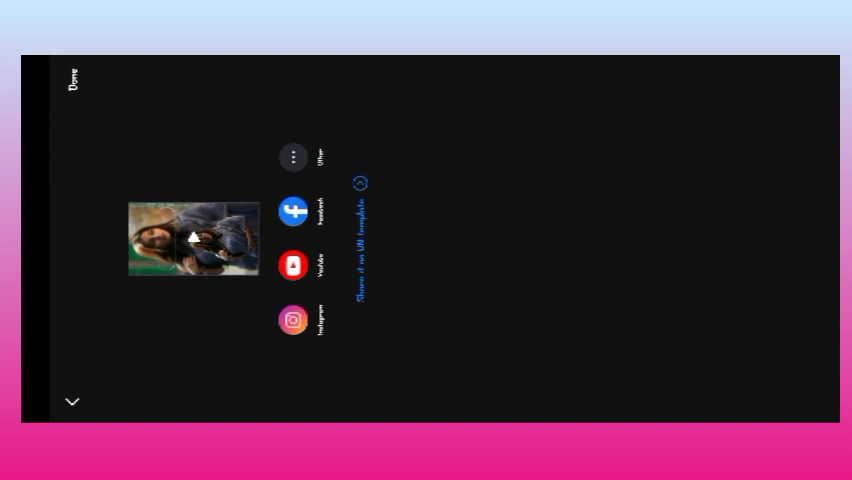 Done
Instagram
Youtube
Facebook
Other
Share it as VN template